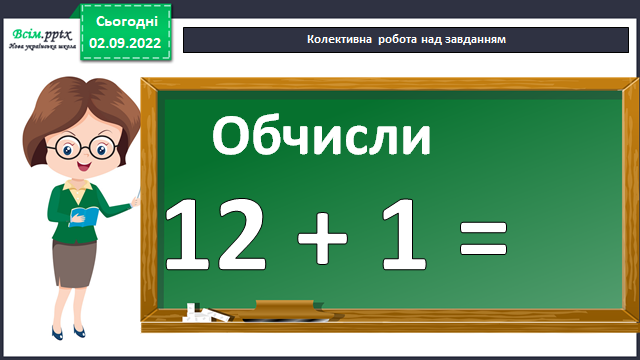 Всім.pptx
Нова українська школа
Сьогодні
02.09.2022
Колективна робота над завданням
Обчисли
12 + 1 =